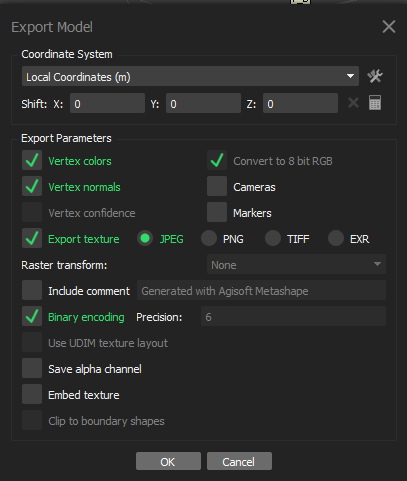 Export Model
Coordinate System
Local Coordinates (m)
Shift: X: 0 Y: 0 Z: 0
Export Parameters
Vertex colors Convert to 8 bit RGB
Vertex normals Cameras
Vertex confidence Markers
Export texture JPEG PNG TIFF EXR
Raster transform: None
Include comment Generated with Agisoft Metashape
Binary encoding Precision: 6
Use UDIM texture layout
Save alpha channel
Embed texture
Clip to boundary shapes
OK Cancel